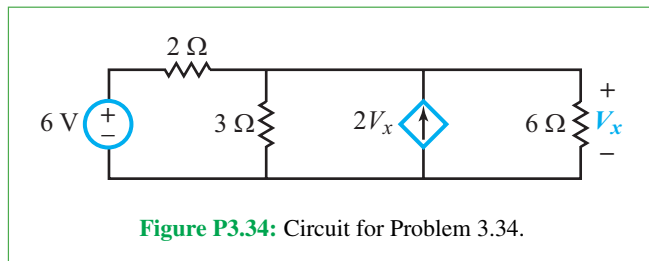 2 Ω
+
6 V
+
−
3 Ω
2Vx
6 Ω
Vx
−
Figure P3.34: Circuit for Problem 3.34.